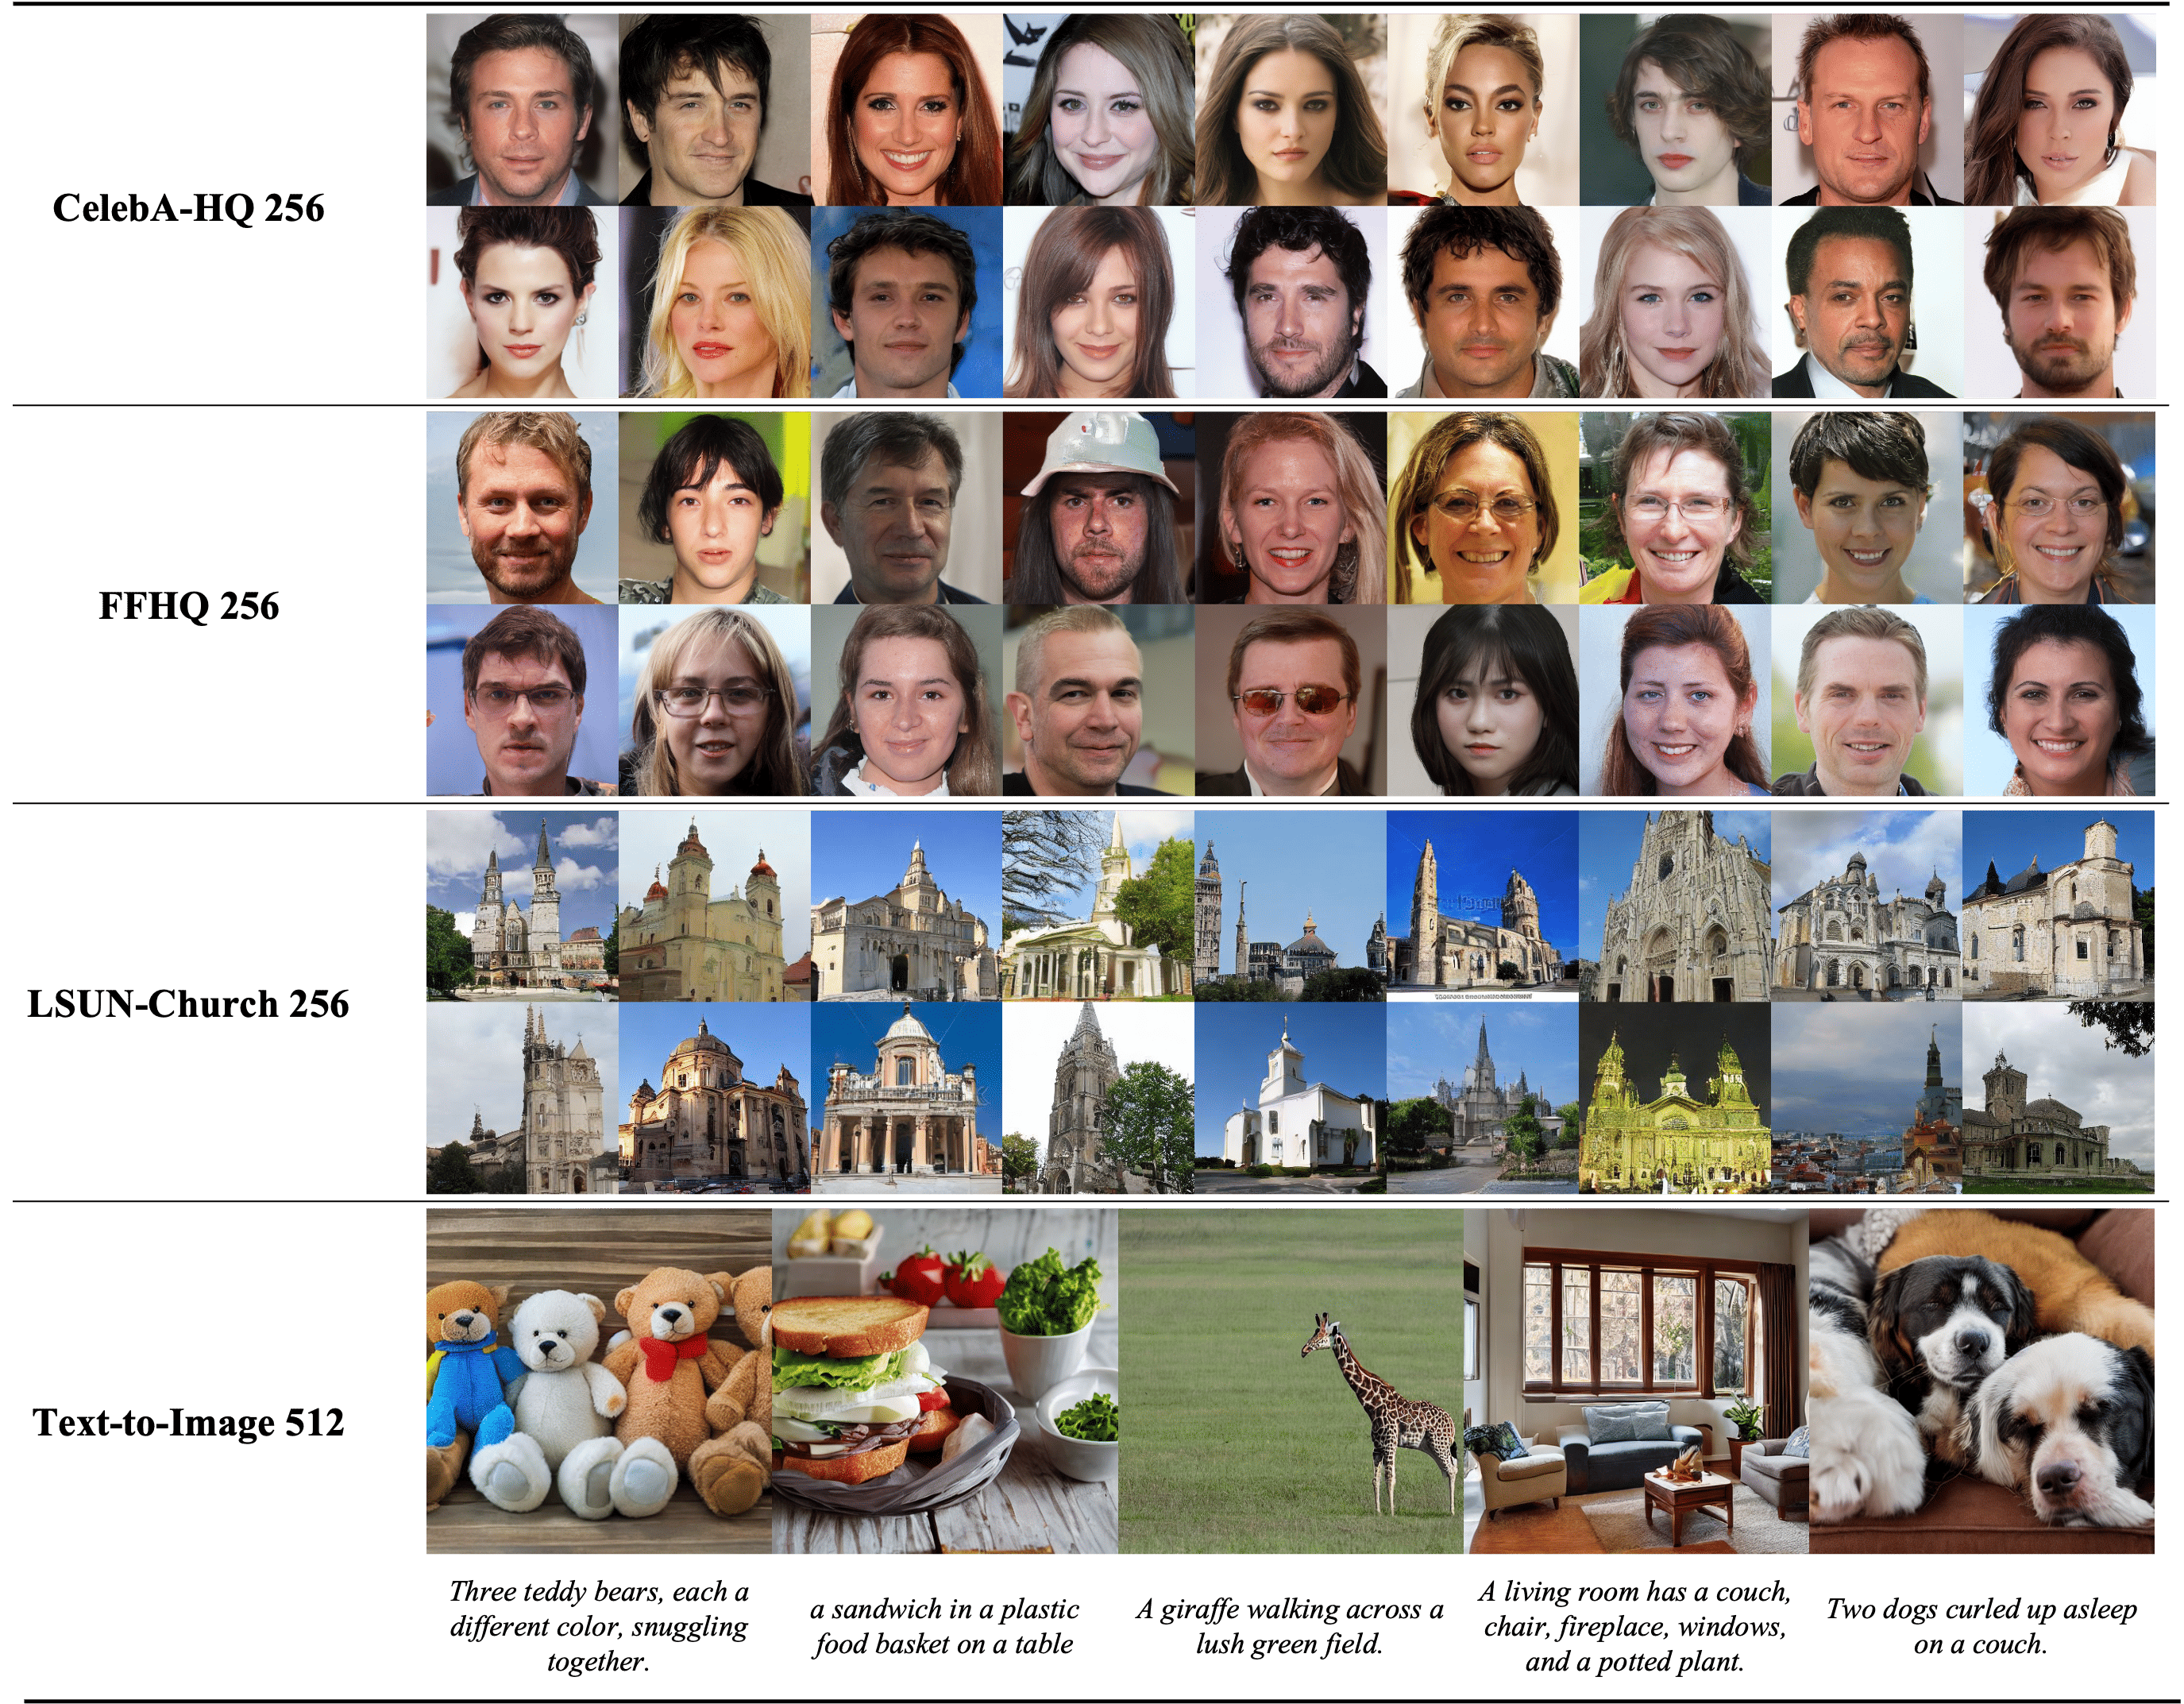 CelebA-HQ 256
FFHQ 256
LSUN-Church 256
Text-to-Image 512
Three teddy bears, each a
different color, snuggling
together.
a sandwich in a plastic
food basket on a table
A giraffe walking across a
lush green field.
A living room has a couch,
chair, fireplace, windows,
and a potted plant.
Two dogs curled up asleep
on a couch.